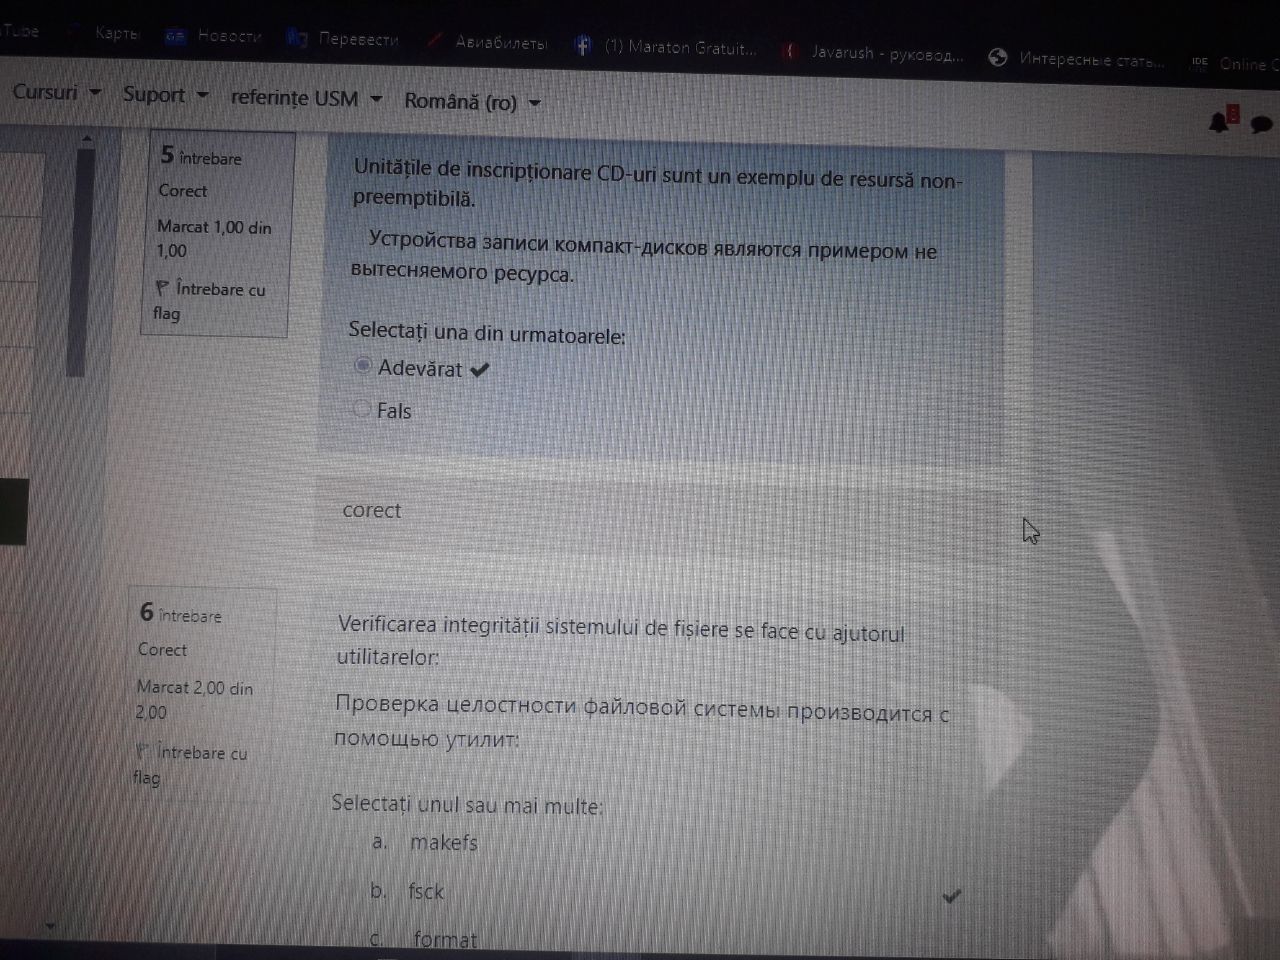 Tube Карты Новости Перевести Авиабилеты (1) Maraton Gratuit... Javarush - руковод... Интересные стать... IDE Online
Cursuri Suport referințe USM Română (ro)
5 întrebare
Corect
Marcat 1,00 din
1,00
Întrebare cu
flag
Unitățile de inscripționare CD-uri sunt un exemplu de resursă non-
preemptibilă.
Устройства записи компакт-дисков являются примером не
вытесняемого ресурса.
Selectați una din urmatoarele:
Adevărat
Fals
corect
6 întrebare
Corect
Marcat 2,00 din
2,00
Întrebare cu
flag
Verificarea integrității sistemului de fișiere se face cu ajutorul
utilitarelor:
Проверка целостности файловой системы производится с
помощью утилит:
Selectați unul sau mai multe:
a. makefs
b. fsck
c. format